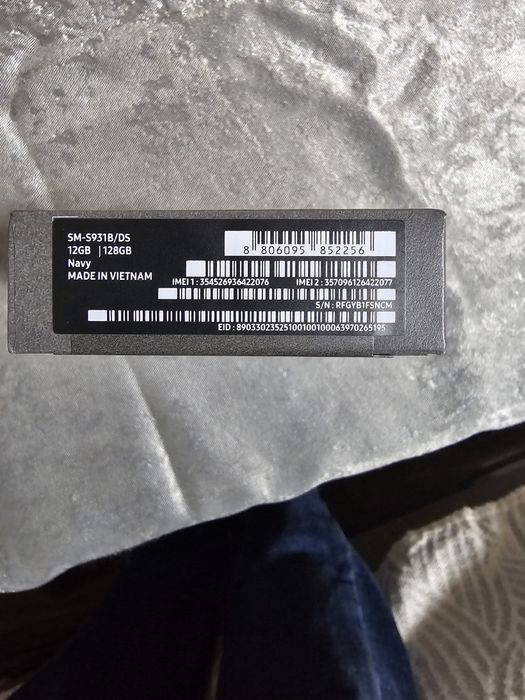 SM-S931B/DS
12GB | 128GB
Navy
MADE IN VIETNAM
8 806095 852256
IMEI 1 : 354526936422076 IMEI 2 : 357096126422077
S/N : RFGYB1FSNCM
EID : 89033023525100100100063970265195